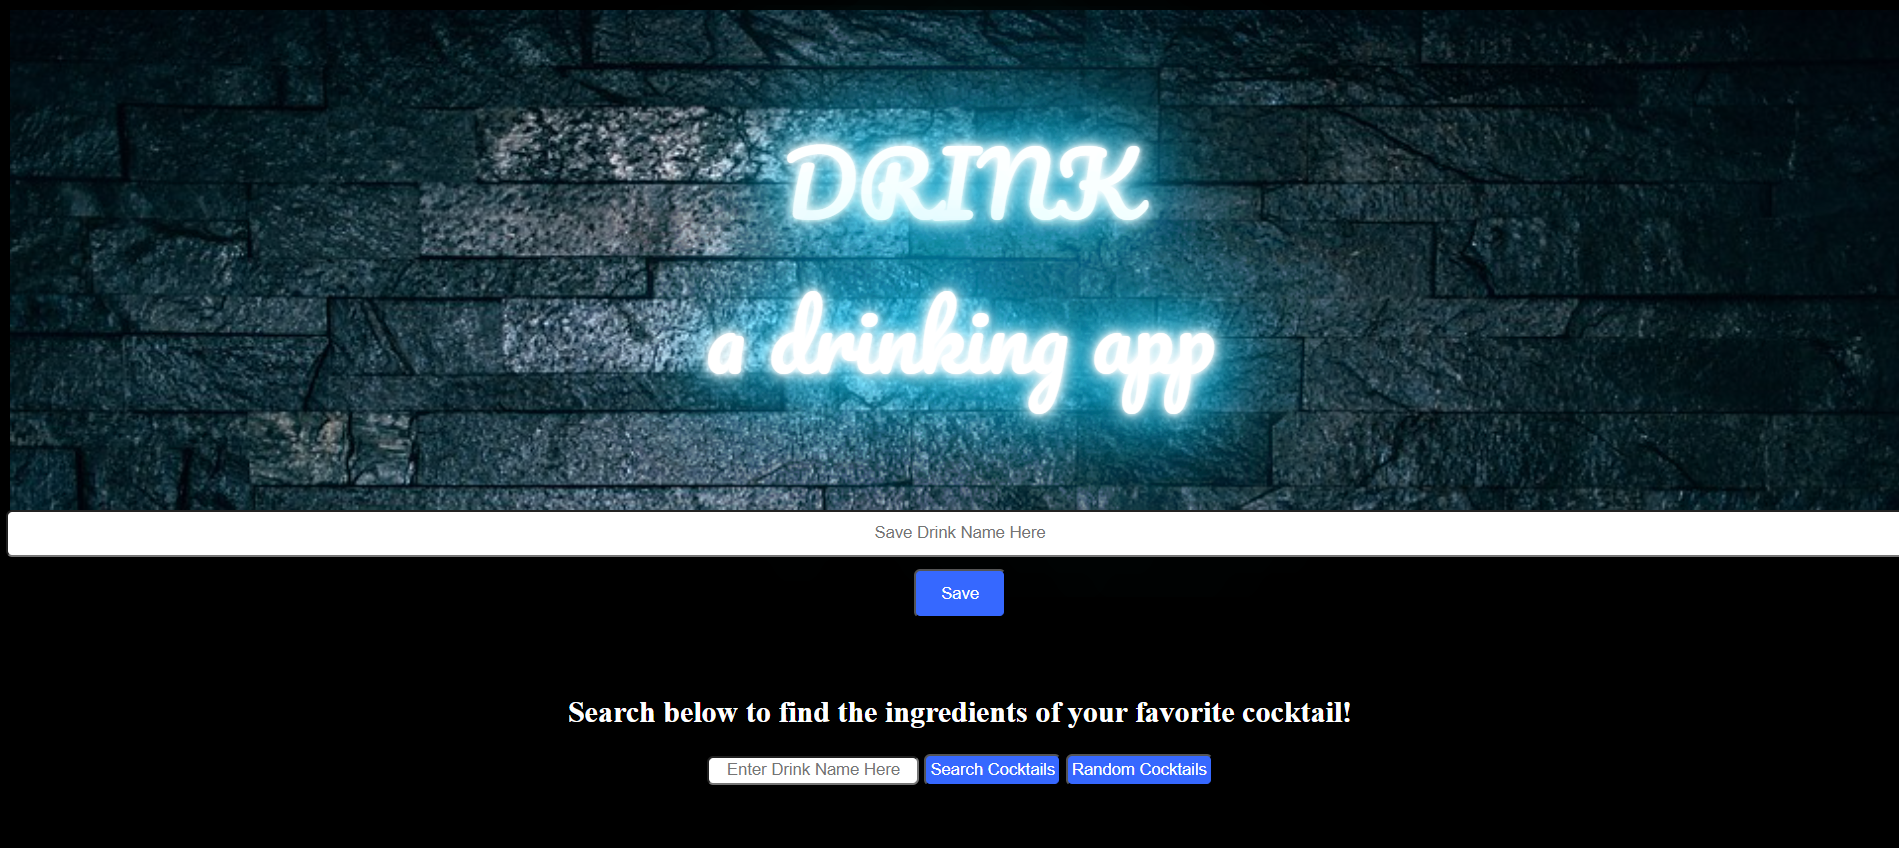 DRINK
a drinking app
Save Drink Name Here
Save
Search below to find the ingredients of your favorite cocktail!
Enter Drink Name Here Search Cocktails Random Cocktails